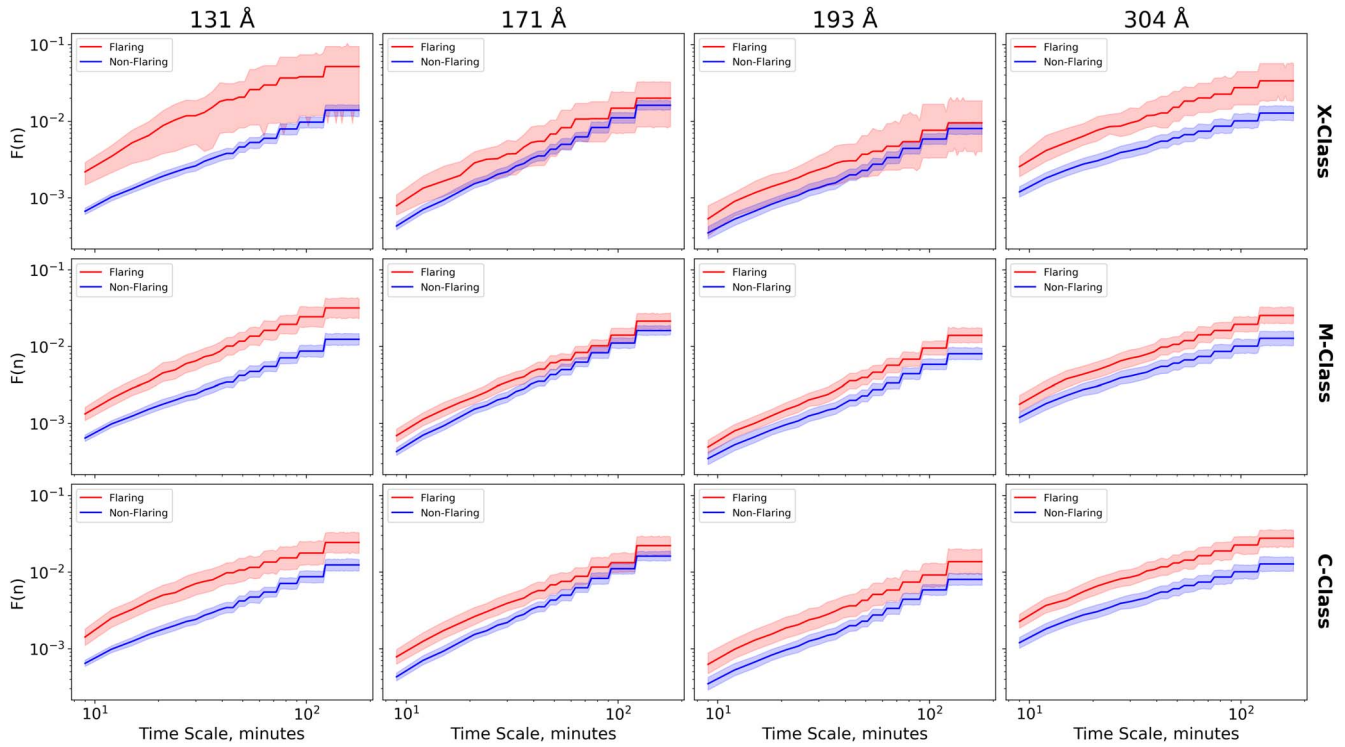 131 Å 171 Å 193 Å 304 Å
F(n)
10⁻¹
10⁻²
10⁻³
Flaring
Non-Flaring
Flaring
Non-Flaring
Flaring
Non-Flaring
Flaring
Non-Flaring
X-Class
F(n)
10⁻¹
10⁻²
10⁻³
Flaring
Non-Flaring
Flaring
Non-Flaring
Flaring
Non-Flaring
Flaring
Non-Flaring
M-Class
F(n)
10⁻¹
10⁻²
10⁻³
Flaring
Non-Flaring
Flaring
Non-Flaring
Flaring
Non-Flaring
Flaring
Non-Flaring
C-Class
10¹ 10² 10¹ 10² 10¹ 10² 10¹ 10²
Time Scale, minutes Time Scale, minutes Time Scale, minutes Time Scale, minutes